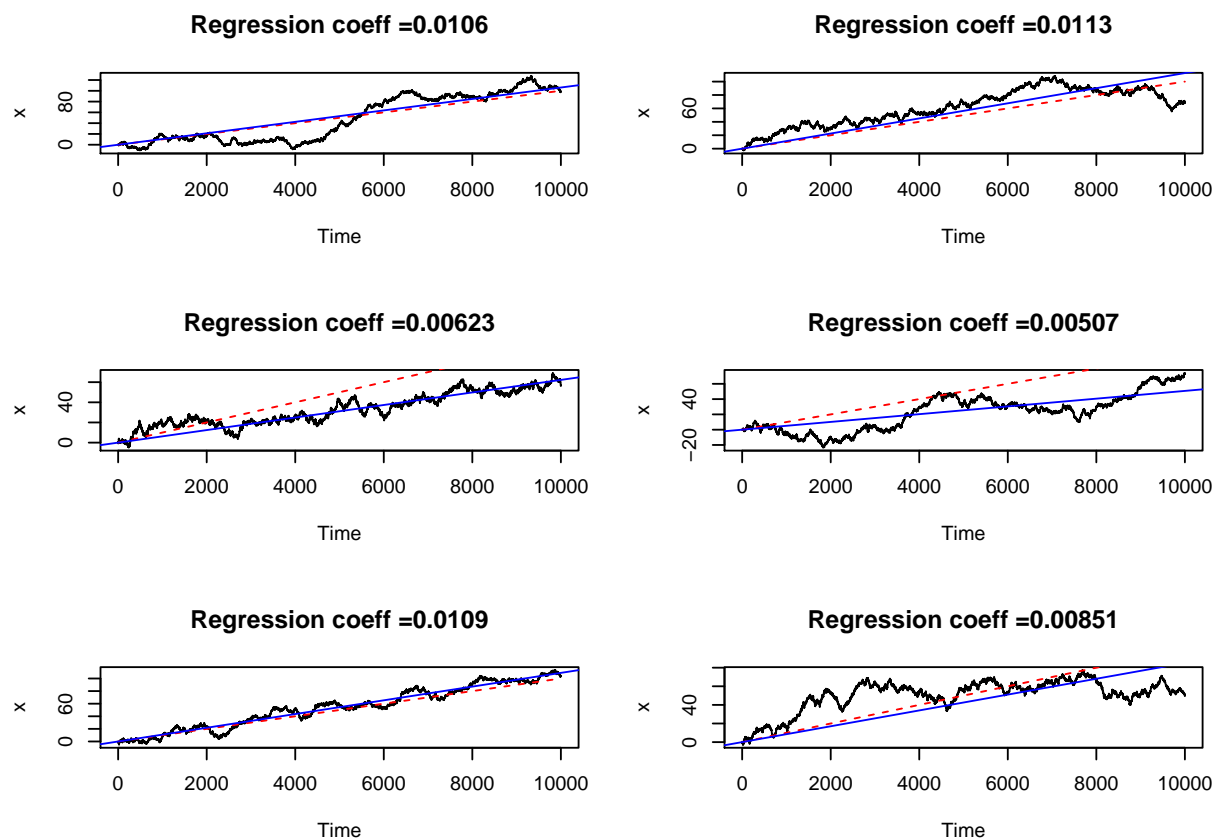 Regression coeff =0.0106
x
0
80
0 2000 4000 6000 8000 10000
Time
Regression coeff =0.0113
x
0
60
0 2000 4000 6000 8000 10000
Time
Regression coeff =0.00623
x
0
40
0 2000 4000 6000 8000 10000
Time
Regression coeff =0.00507
x
−20
40
0 2000 4000 6000 8000 10000
Time
Regression coeff =0.0109
x
0
60
0 2000 4000 6000 8000 10000
Time
Regression coeff =0.00851
x
0
40
0 2000 4000 6000 8000 10000
Time